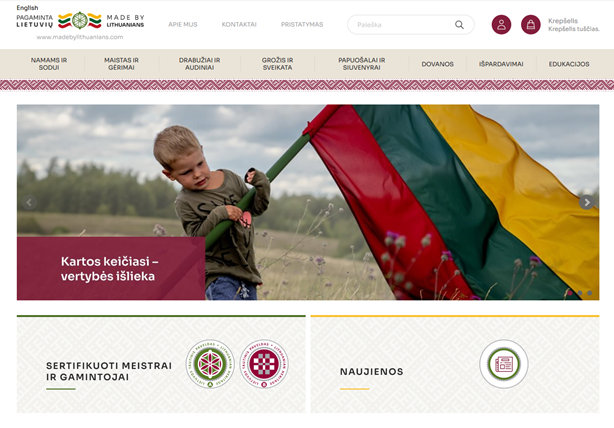 English
PAGAMINTA
LIETUVIŲ
MADE BY
LITHUANIANS
www.madebylithuanians.com
APIE MUS
KONTAKTAI
PRISTATYMAS
Paieška
Krepšelis
Krepšelis tuščias.
NAMAMS IR
SODUI
MAISTAS IR
GĖRIMAI
DRABUŽIAI IR
AUDINIAI
GROŽIS IR
SVEIKATA
PAPUOŠALAI IR
SUVENYRAI
DOVANOS
IŠPARDAVIMAI
EDUKACIJOS
Kartos keičiasi –
vertybės išlieka
SERTIFIKUOTI MEISTRAI
IR GAMINTOJAI
NAUJIENOS